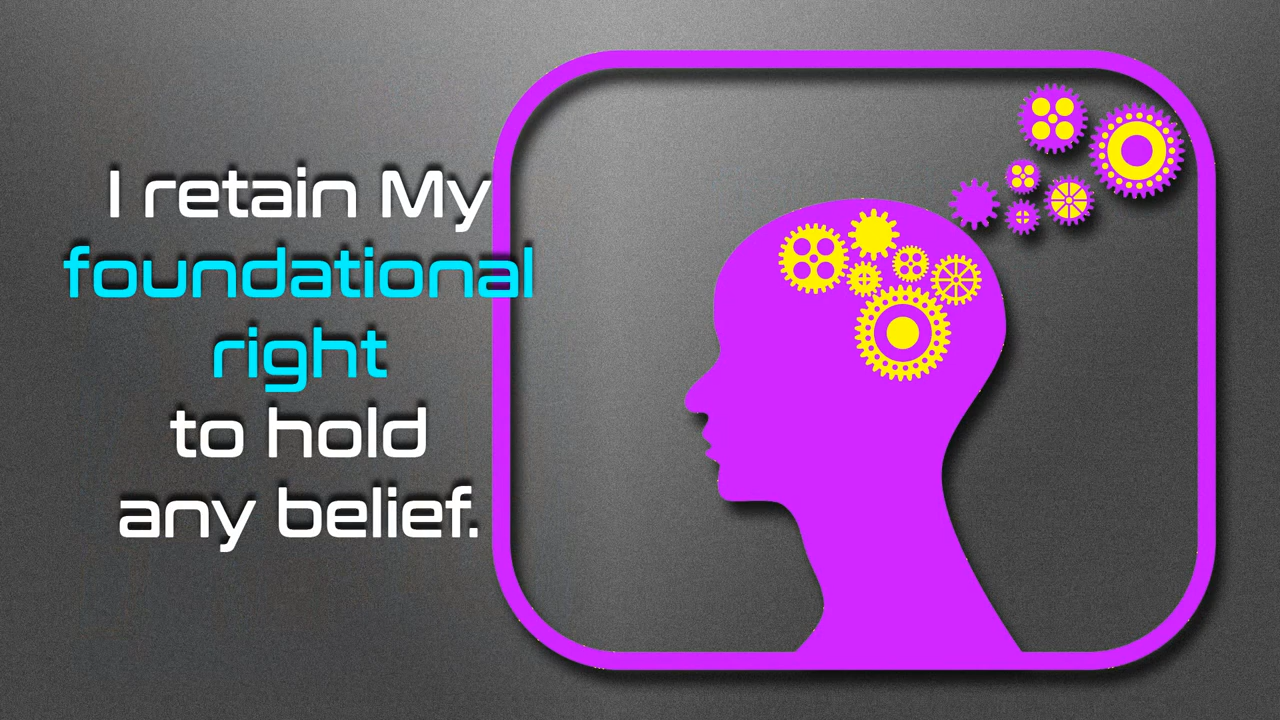 I retain My
foundational
right
to hold
any belief.